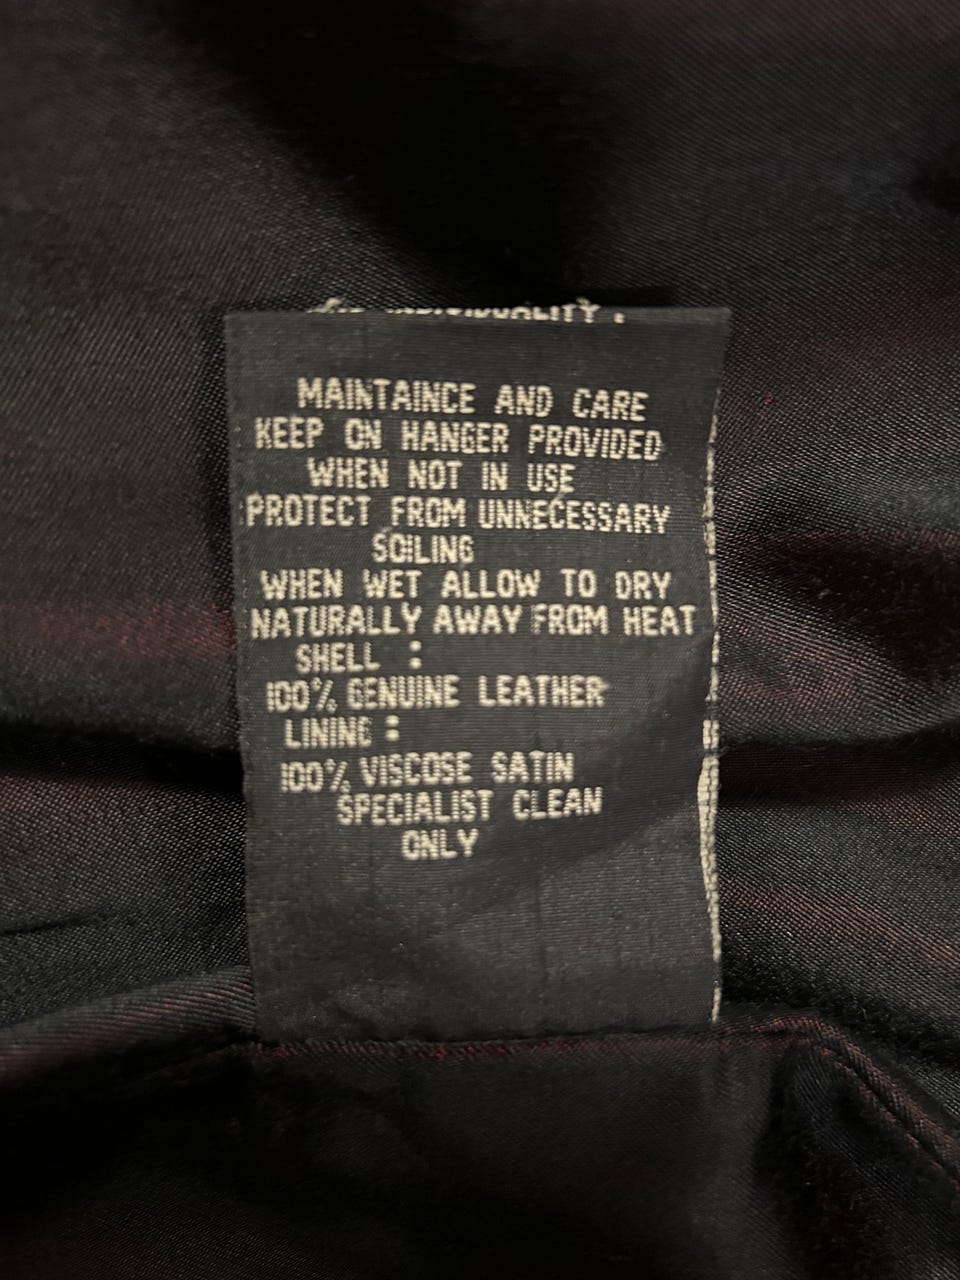 INDIVIDUALITY.
MAINTAINCE AND CARE
KEEP ON HANGER PROVIDED
WHEN NOT IN USE
PROTECT FROM UNNECESSARY
SOILING
WHEN WET ALLOW TO DRY
NATURALLY AWAY FROM HEAT
SHELL :
100% GENUINE LEATHER
LINING :
100% VISCOSE SATIN
SPECIALIST CLEAN
ONLY